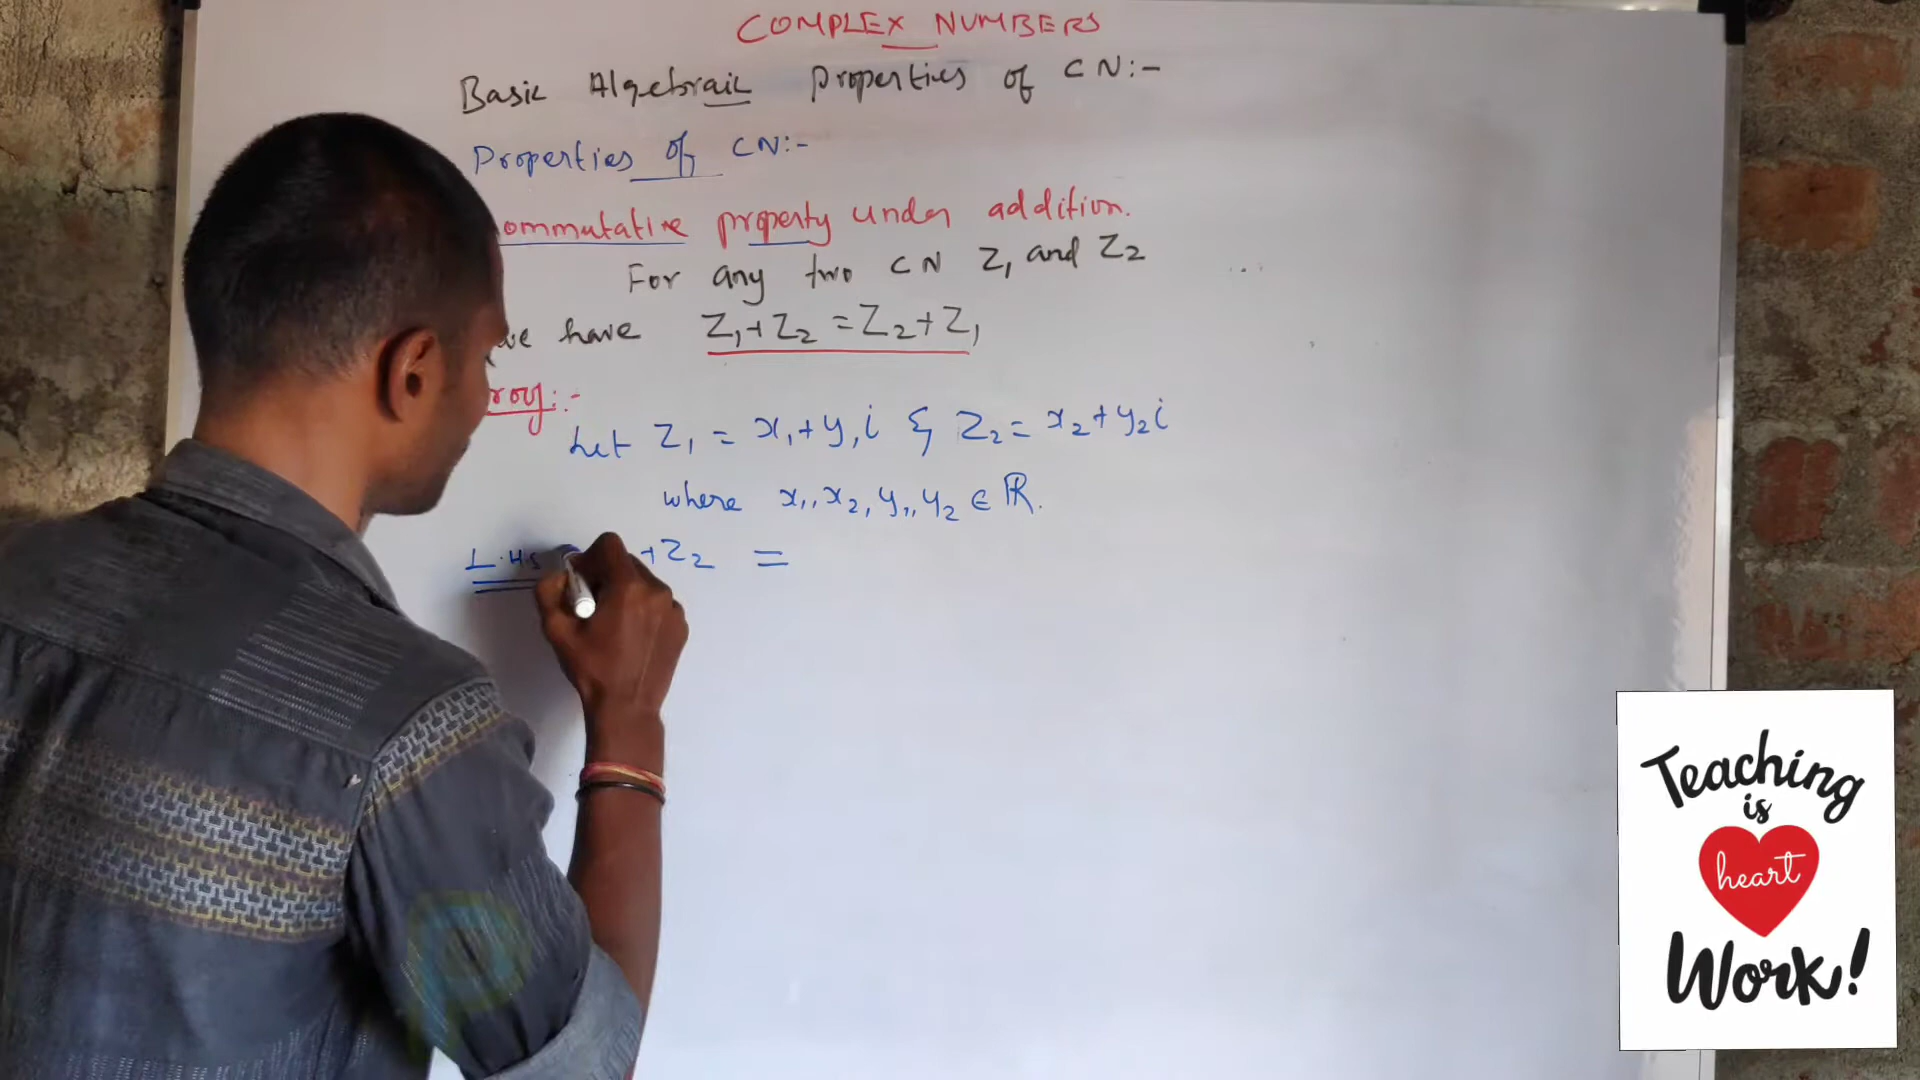 COMPLEX NUMBERS
Basic Algebraic properties of CN:-
Properties of CN:-
ommutative property under addition.
For any two CN Z₁ and Z₂
we have Z₁+Z₂ = Z₂+Z₁
roof:-
Let Z₁ = x₁+y₁i & Z₂ = x₂+y₂i
where x₁, x₂, y₁, y₂ ∈ ℝ.
L.H.S +Z₂ =
Teaching
is
heart
Work!